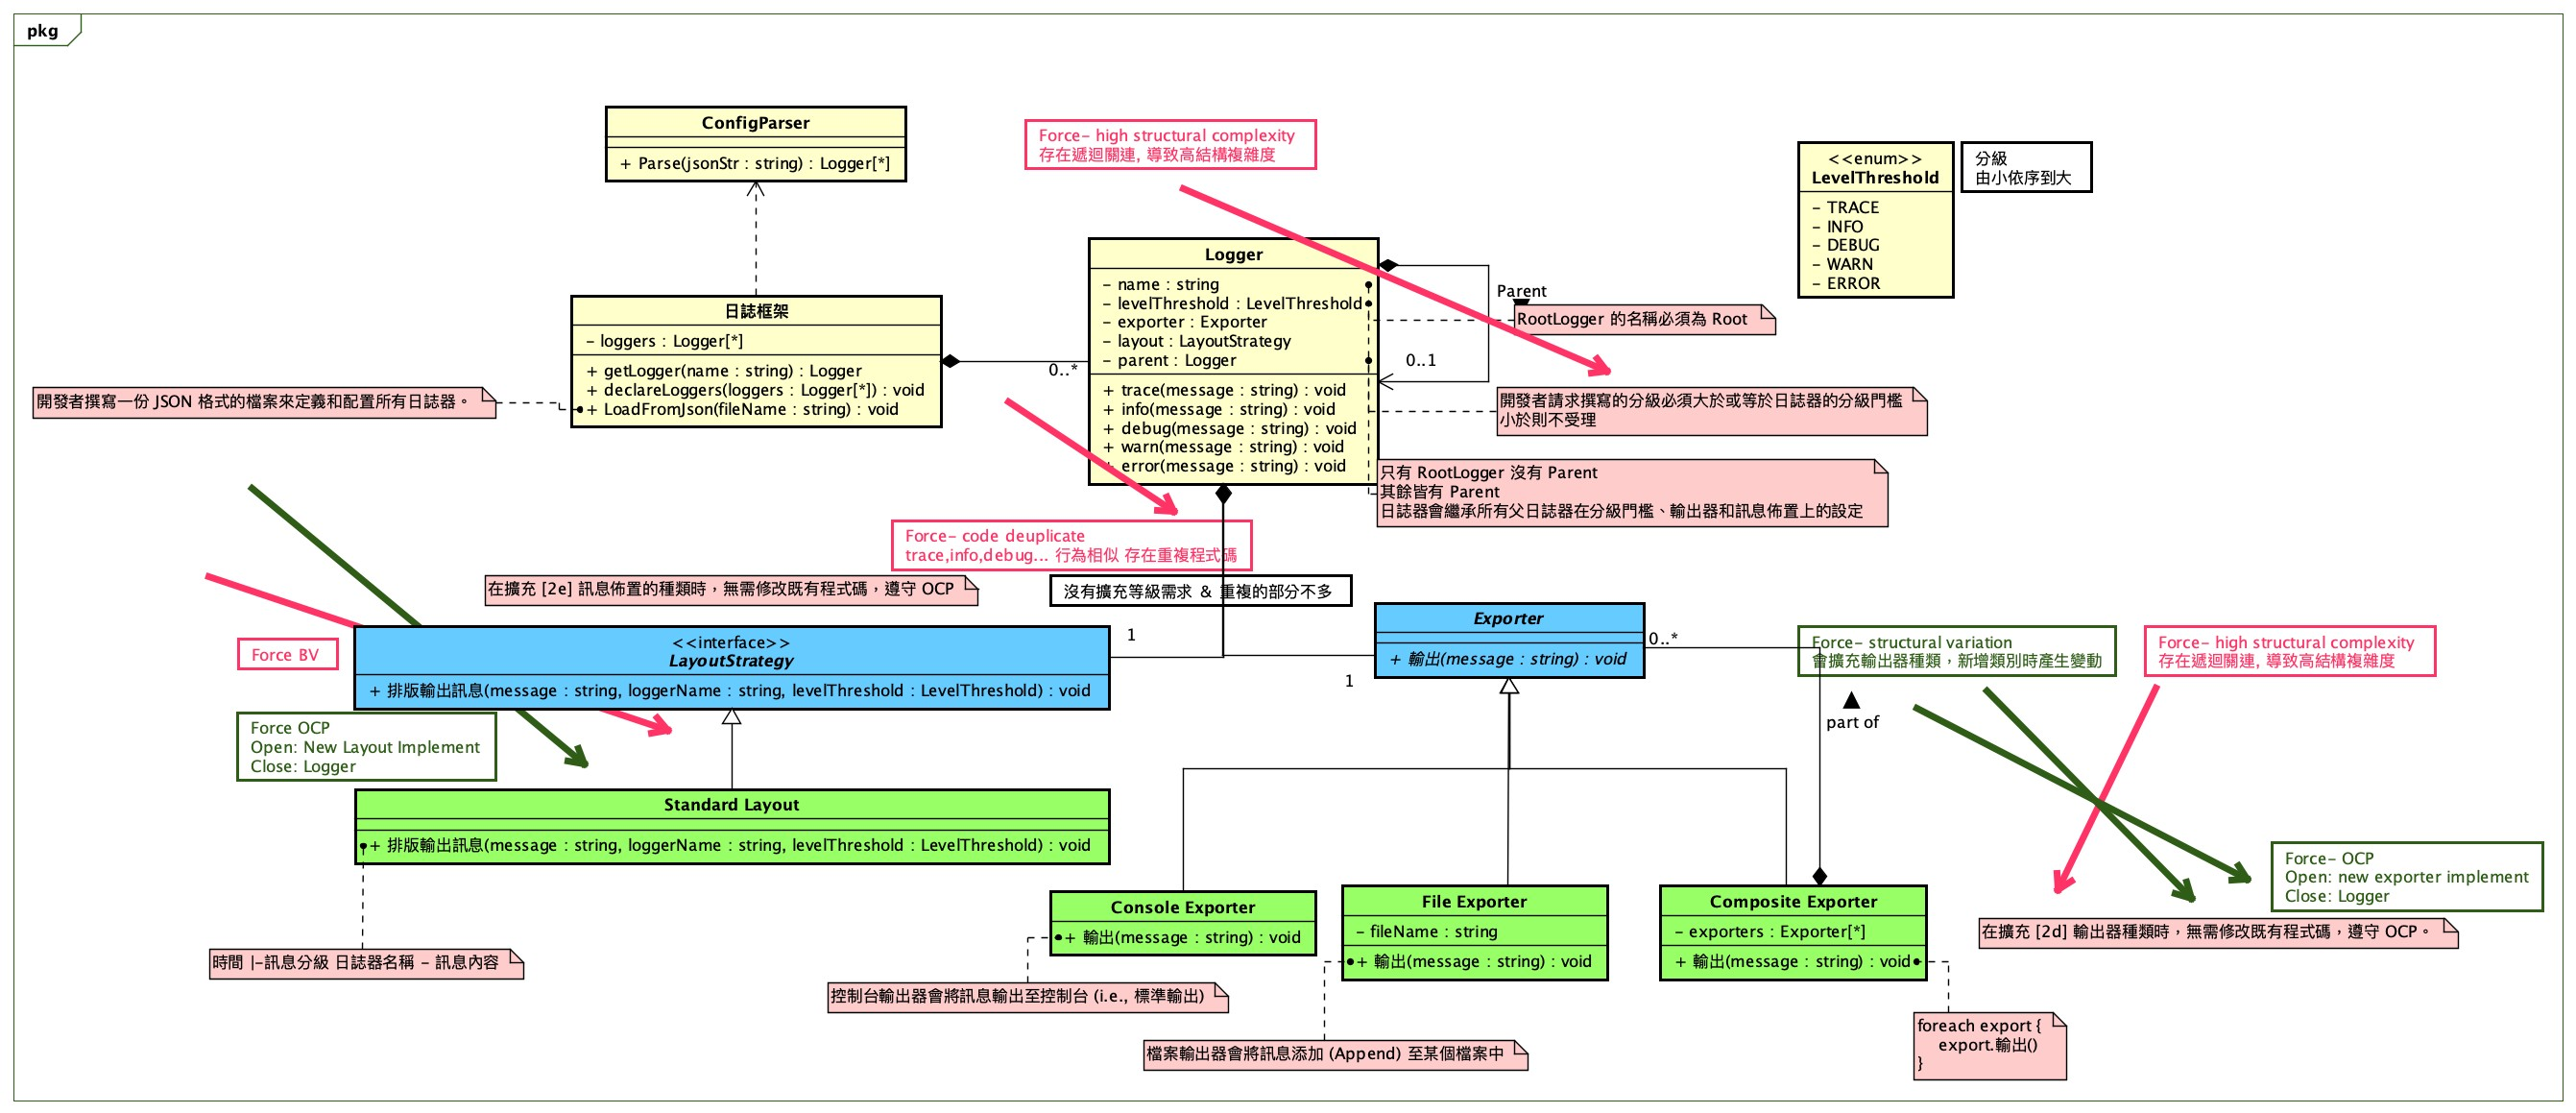 pkg
ConfigParser
+ Parse(jsonStr : string) : Logger[*]
Force- high structural complexity
存在遞迴關連, 導致高結構複雜度
<<enum>>
LevelThreshold
- TRACE
- INFO
- DEBUG
- WARN
- ERROR
分級
由小依序到大
Logger
- name : string
- levelThreshold : LevelThreshold
- exporter : Exporter
- layout : LayoutStrategy
- parent : Logger
+ trace(message : string) : void
+ info(message : string) : void
+ debug(message : string) : void
+ warn(message : string) : void
+ error(message : string) : void
Parent
RootLogger 的名稱必須為 Root
0..1
日誌框架
- loggers : Logger[*]
+ getLogger(name : string) : Logger
+ declareLoggers(loggers : Logger[*]) : void
+ LoadFromJson(fileName : string) : void
0..*
開發者撰寫一份 JSON 格式的檔案來定義和配置所有日誌器。
開發者請求撰寫的分級必須大於或等於日誌器的分級門檻
小於則不受理
只有 RootLogger 沒有 Parent
其餘皆有 Parent
日誌器會繼承所有父日誌器在分級門檻、輸出器和訊息佈置上的設定
Force- code deuplicate
trace,info,debug... 行為相似 存在重複程式碼
在擴充 [2e] 訊息佈置的種類時，無需修改既有程式碼，遵守 OCP
沒有擴充等級需求 & 重複的部分不多
Force BV
<<interface>>
LayoutStrategy
+ 排版輸出訊息(message : string, loggerName : string, levelThreshold : LevelThreshold) : void
1
1
Exporter
+ 輸出(message : string) : void
0..*
Force- structural variation
會擴充輸出器種類，新增類別時產生變動
Force- high structural complexity
存在遞迴關連, 導致高結構複雜度
part of
Force OCP
Open: New Layout Implement
Close: Logger
Standard Layout
+ 排版輸出訊息(message : string, loggerName : string, levelThreshold : LevelThreshold) : void
時間 |-訊息分級 日誌器名稱 - 訊息內容
Console Exporter
+ 輸出(message : string) : void
控制台輸出器會將訊息輸出至控制台 (i.e., 標準輸出)
File Exporter
- fileName : string
+ 輸出(message : string) : void
檔案輸出器會將訊息添加 (Append) 至某個檔案中
Composite Exporter
- exporters : Exporter[*]
+ 輸出(message : string) : void
foreach export {
export.輸出()
}
Force- OCP
Open: new exporter implement
Close: Logger
在擴充 [2d] 輸出器種類時，無需修改既有程式碼，遵守 OCP。